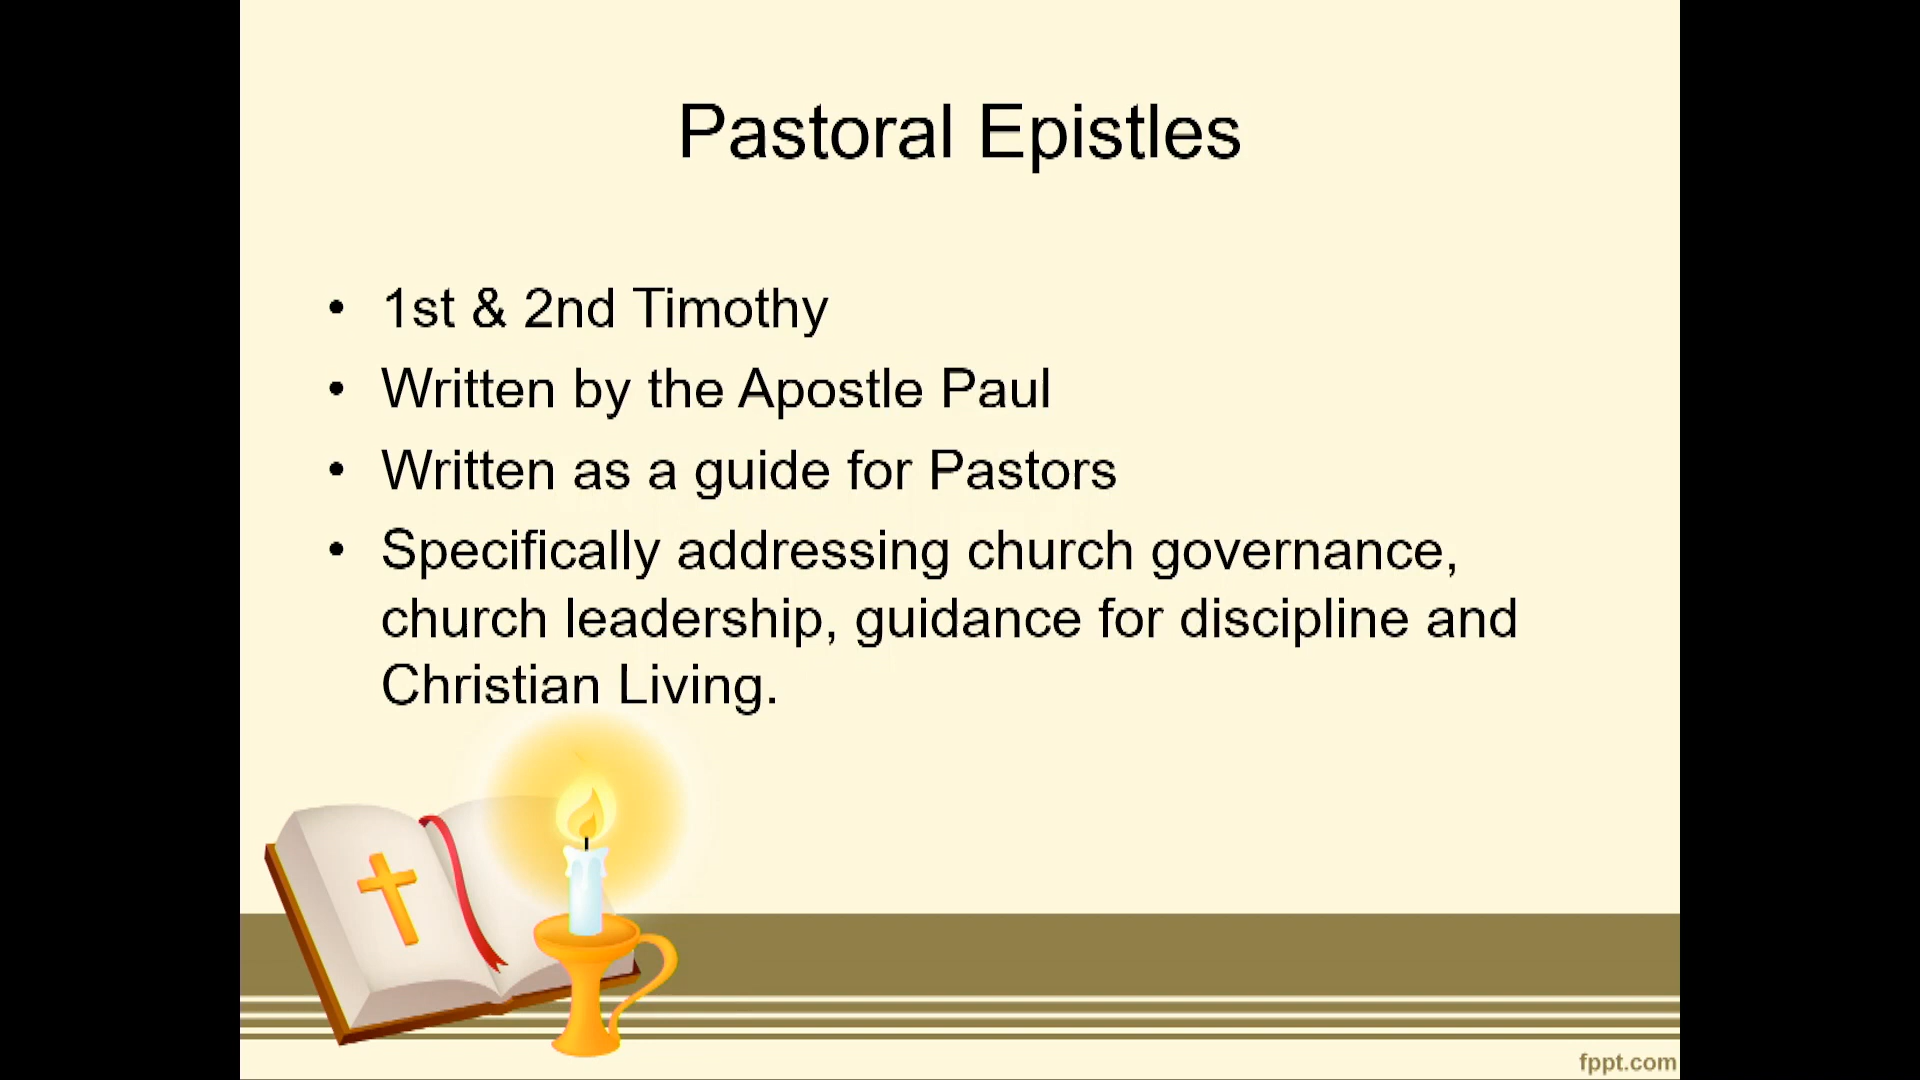 Pastoral Epistles
• 1st & 2nd Timothy
• Written by the Apostle Paul
• Written as a guide for Pastors
• Specifically addressing church governance,
church leadership, guidance for discipline and
Christian Living.
fppt.com